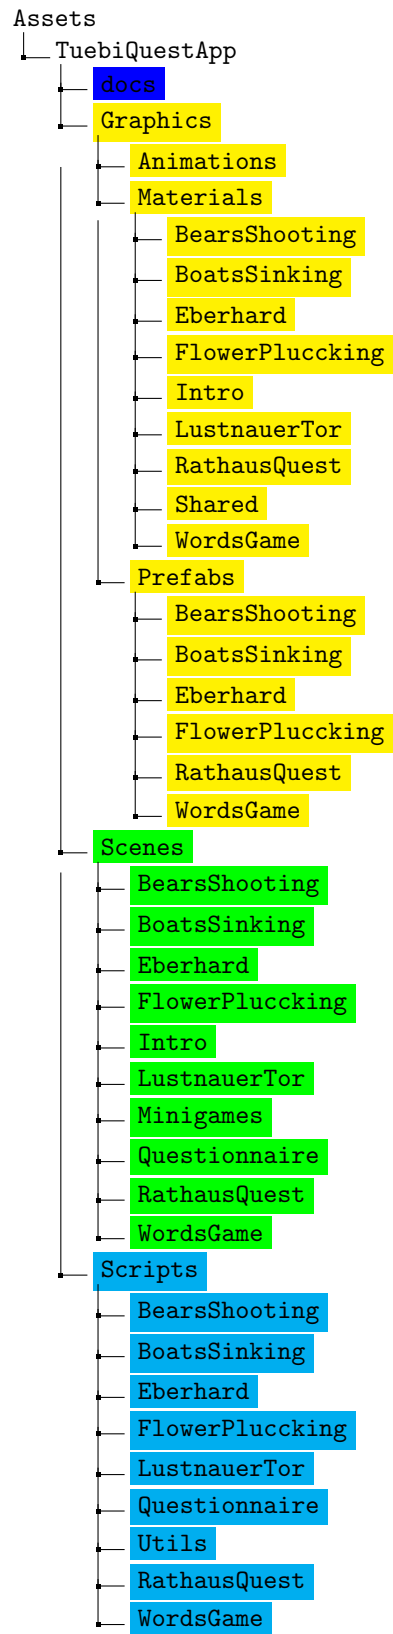 Assets
TuebiQuestApp
docs
Graphics
Animations
Materials
BearsShooting
BoatsSinking
Eberhard
FlowerPluccking
Intro
LustnauerTor
RathausQuest
Shared
WordsGame
Prefabs
BearsShooting
BoatsSinking
Eberhard
FlowerPluccking
RathausQuest
WordsGame
Scenes
BearsShooting
BoatsSinking
Eberhard
FlowerPluccking
Intro
LustnauerTor
Minigames
Questionnaire
RathausQuest
WordsGame
Scripts
BearsShooting
BoatsSinking
Eberhard
FlowerPluccking
LustnauerTor
Questionnaire
Utils
RathausQuest
WordsGame